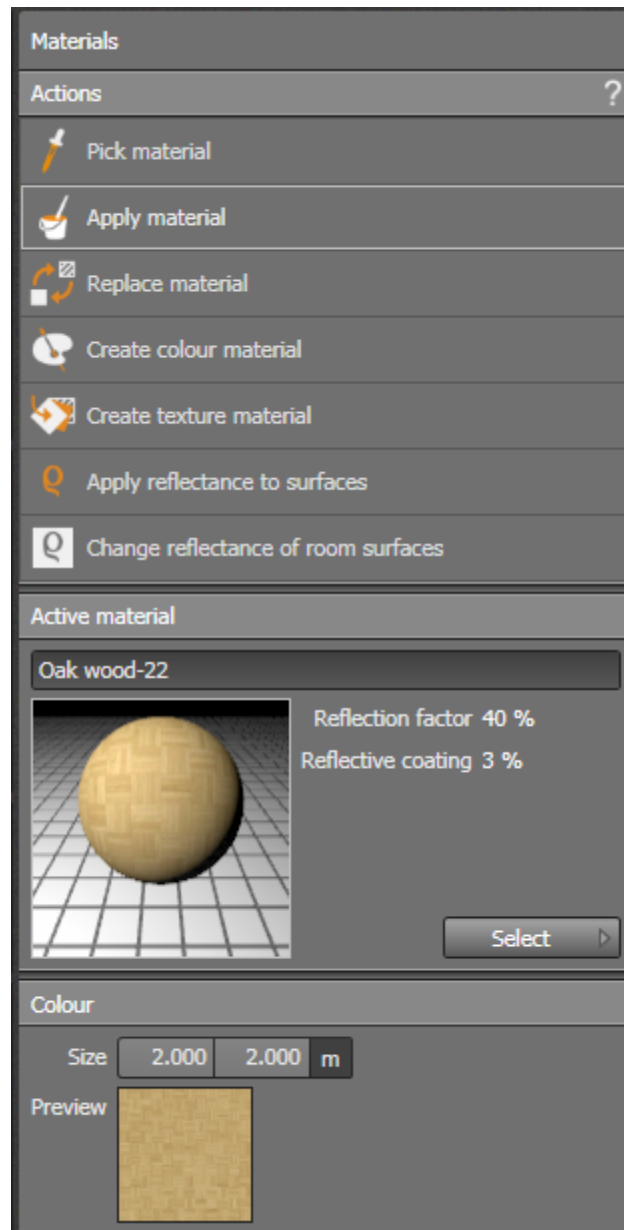 Materials
Actions ?
Pick material
Apply material
Replace material
Create colour material
Create texture material
Apply reflectance to surfaces
Change reflectance of room surfaces
Active material
Oak wood-22
Reflection factor 40 %
Reflective coating 3 %
Select
Colour
Size 2.000 2.000 m
Preview